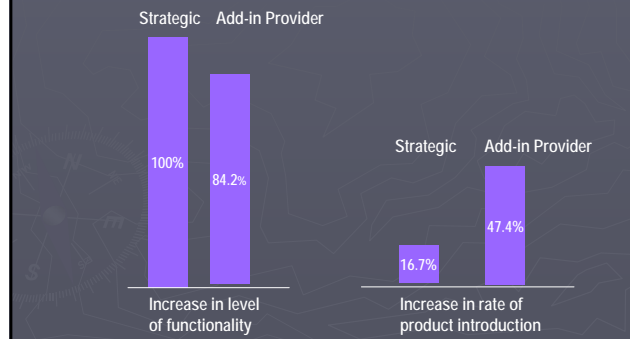 Strategic Add-in Provider
100%
84.2%
Increase in level
of functionality
Strategic Add-in Provider
16.7%
47.4%
Increase in rate of
product introduction